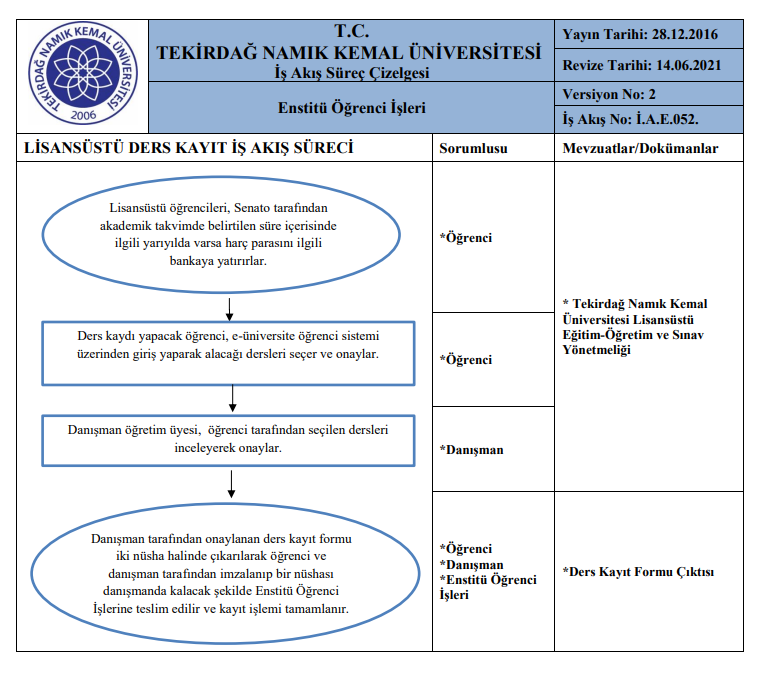 TEKİRDAĞ NAMIK KEMAL ÜNİVERSİTESİ
2006
T.C.
TEKİRDAĞ NAMIK KEMAL ÜNİVERSİTESİ
İş Akış Süreç Çizelgesi
Enstitü Öğrenci İşleri
Yayın Tarihi: 28.12.2016
Revize Tarihi: 14.06.2021
Versiyon No: 2
İş Akış No: İ.A.E.052.
LİSANSÜSTÜ DERS KAYIT İŞ AKIŞ SÜRECİ
Sorumlusu
Mevzuatlar/Dokümanlar
Lisansüstü öğrencileri, Senato tarafından
akademik takvimde belirtilen süre içerisinde
ilgili yarıyılda varsa harç parasını ilgili
bankaya yatırırlar.
*Öğrenci
Ders kaydı yapacak öğrenci, e-üniversite öğrenci sistemi
üzerinden giriş yaparak alacağı dersleri seçer ve onaylar.
*Öğrenci
Danışman öğretim üyesi, öğrenci tarafından seçilen dersleri
inceleyerek onaylar.
*Danışman
* Tekirdağ Namık Kemal
Üniversitesi Lisansüstü
Eğitim-Öğretim ve Sınav
Yönetmeliği
Danışman tarafından onaylanan ders kayıt formu
iki nüsha halinde çıkarılarak öğrenci ve
danışman tarafından imzalanıp bir nüshası
danışmanda kalacak şekilde Enstitü Öğrenci
İşlerine teslim edilir ve kayıt işlemi tamamlanır.
*Öğrenci
*Danışman
*Enstitü Öğrenci
İşleri
*Ders Kayıt Formu Çıktısı